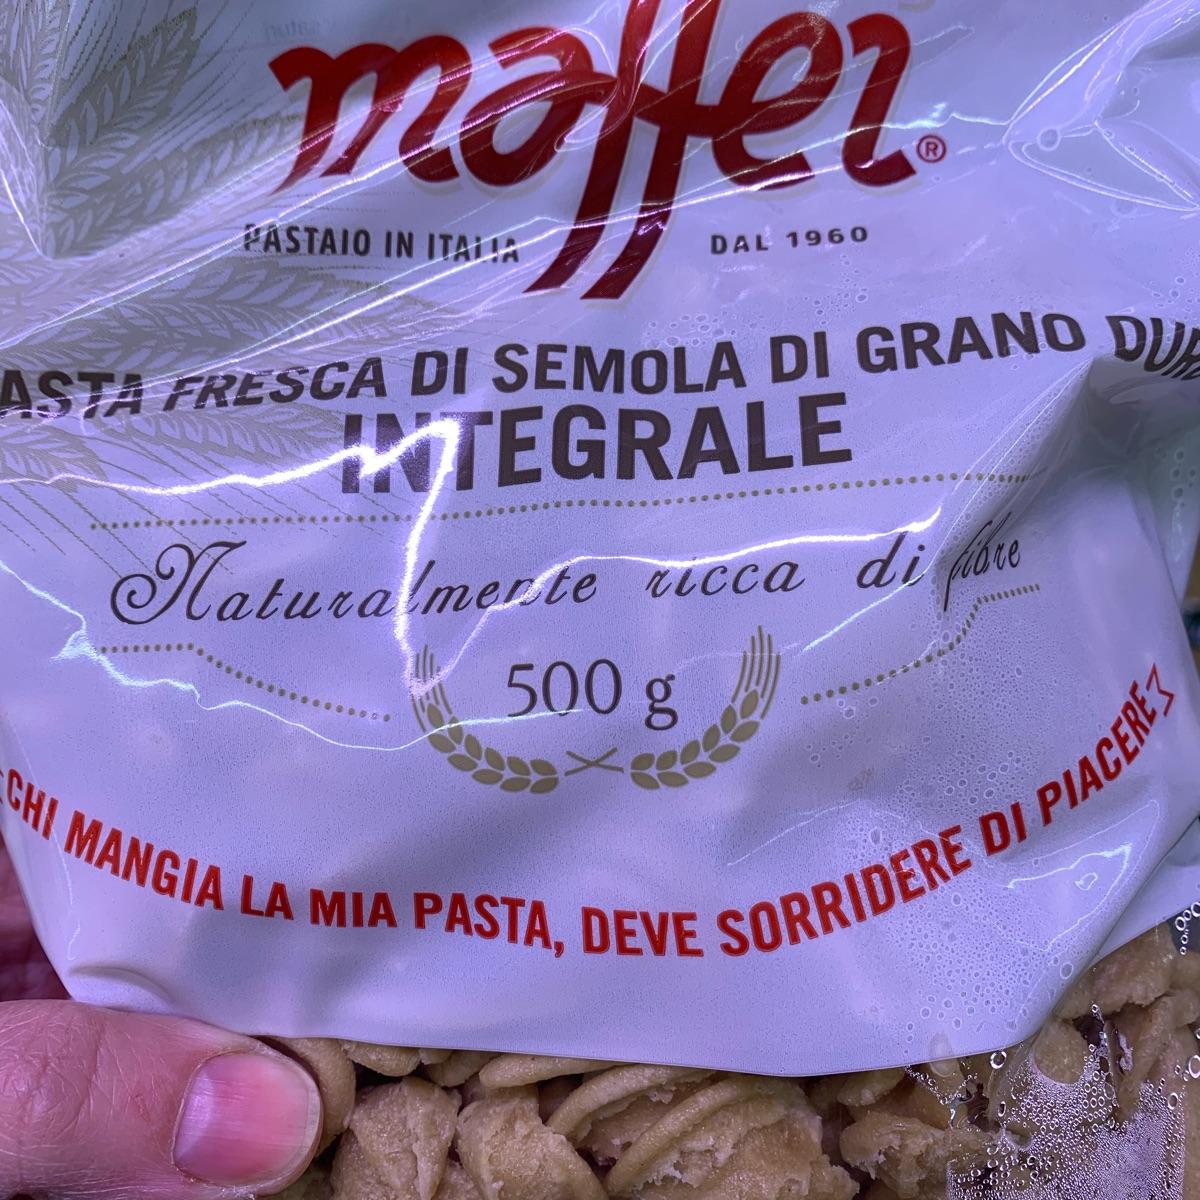 maffei®
PASTAIO IN ITALIA
DAL 1960
ASTA FRESCA DI SEMOLA DI GRANO DUR
INTEGRALE
Naturalmente ricca di fibre
500 g
CHI MANGIA LA MIA PASTA, DEVE SORRIDERE DI PIACERE